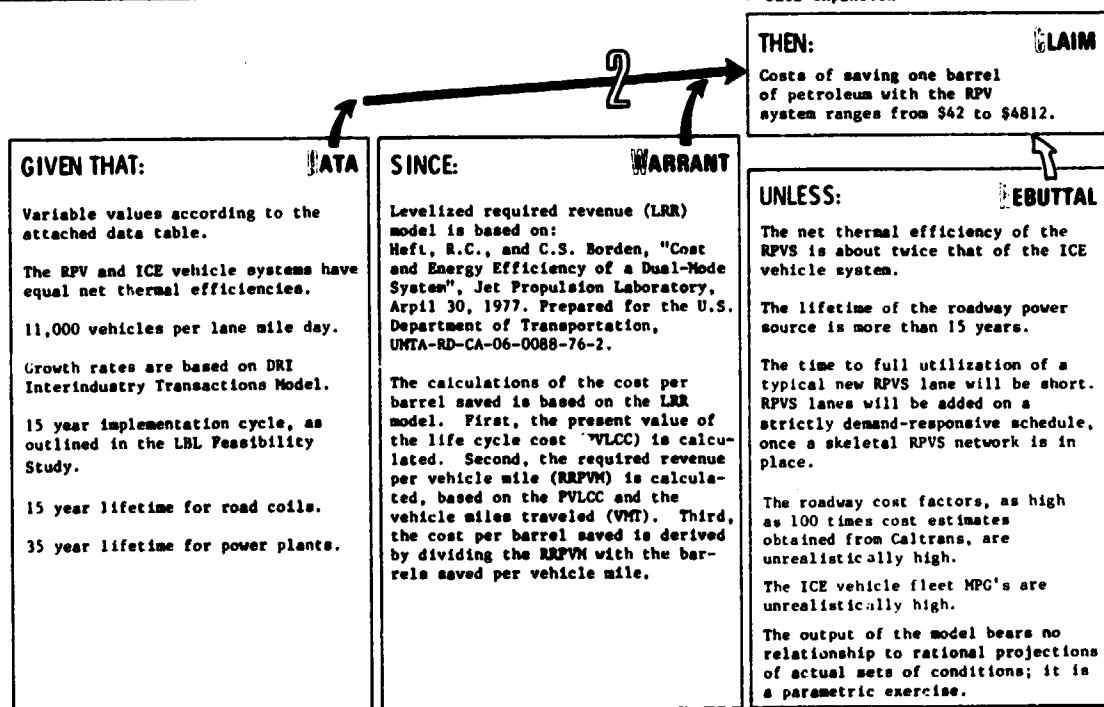 2
THEN: CLAIM
Costs of saving one barrel
of petroleum with the RPV
system ranges from $42 to $4812.
GIVEN THAT: DATA
Variable values according to the
attached data table.
The RPV and ICE vehicle systems have
equal net thermal efficiencies.
11,000 vehicles per lane mile day.
Growth rates are based on DRI
Interindustry Transactions Model.
15 year implementation cycle, as
outlined in the LBL Feasibility
Study.
15 year lifetime for road coils.
35 year lifetime for power plants.
SINCE: WARRANT
Levelized required revenue (LRR)
model is based on:
Heft, R.C., and C.S. Borden, "Cost
and Energy Efficiency of a Dual-Mode
System", Jet Propulsion Laboratory,
Arpil 30, 1977. Prepared for the U.S.
Department of Transportation,
UMTA-RD-CA-06-0088-76-2.
The calculations of the cost per
barrel saved is based on the LRR
model. First, the present value of
the life cycle cost (PVLCC) is calcu-
lated. Second, the required revenue
per vehicle mile (RRPVM) is calcula-
ted, based on the PVLCC and the
vehicle miles traveled (VMT). Third,
the cost per barrel saved is derived
by dividing the RRPVM with the bar-
rels saved per vehicle mile.
UNLESS: REBUTTAL
The net thermal efficiency of the
RPVS is about twice that of the ICE
vehicle system.
The lifetime of the roadway power
source is more than 15 years.
The time to full utilization of a
typical new RPVS lane will be short.
RPVS lanes will be added on a
strictly demand-responsive schedule,
once a skeletal RPVS network is in
place.
The roadway cost factors, as high
as 100 times cost estimates
obtained from Caltrans, are
unrealistically high.
The ICE vehicle fleet MPG's are
unrealistically high.
The output of the model bears no
relationship to rational projections
of actual sets of conditions; it is
a parametric exercise.